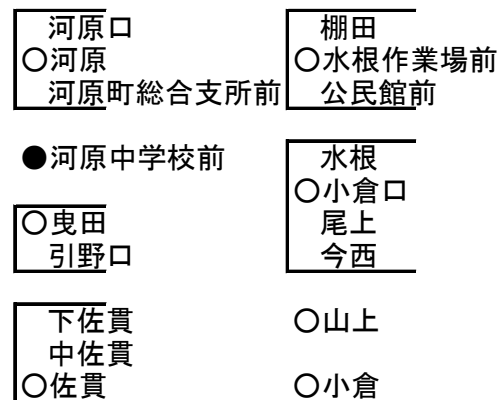 河原口
○河原
河原町総合支所前
●河原中学校前
○曳田
引野口
下佐貫
中佐貫
○佐貫
棚田
○水根作業場前
公民館前
水根
○小倉口
尾上
今西
○山上
○小倉